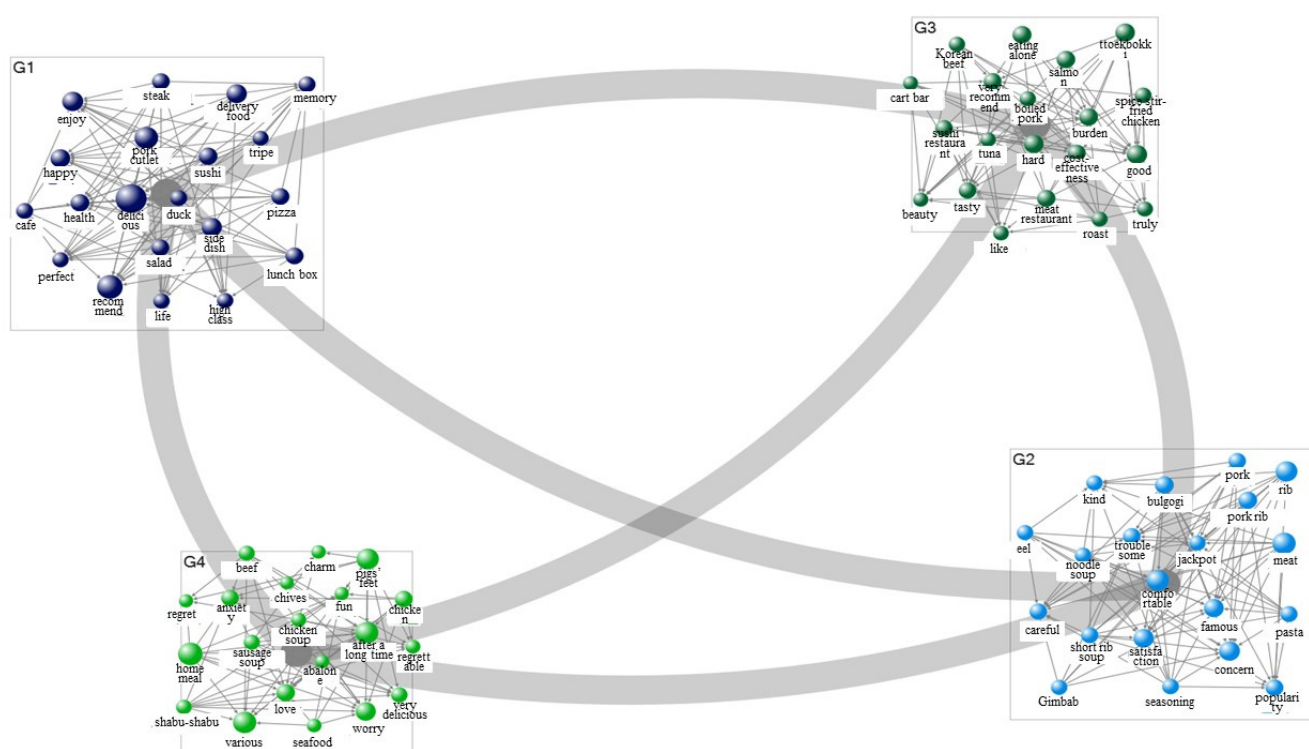 G1
steak
memory
enjoy
delivery
food
pork
cutlet
tripe
happy
sushi
health
delici
ous
duck
pizza
cafe
side
dish
salad
perfect
lunch box
recom
mend
life
high
class
G3
Korean
beef
eating
alone
ttoekbokk
i
salmo
n
cart bar
very
recomm
end
boiled
pork
spice stir-
fried
chicken
burden
sushi
restaura
nt
tuna
hard
cost-
effective
ness
good
beauty
tasty
meat
restaurant
truly
roast
like
G4
beef
charm
pigs'
feet
chives
regret
anxiet
y
fun
chicke
n_
chicken
soup
after a
long time
sausage
soup
regrett
able
home
meal
abalon
e
shabu-shabu
love
very
delicious
various
seafood
worry
G2
pork
rib
kind
bulgogi
pork rib
eel
trouble
some
noodle
soup
jackpot
meat
comfo
rtable
careful
famous
pasta
short rib
soup
satisfa
ction
concern
Gimbab
seasoning
populari
ty